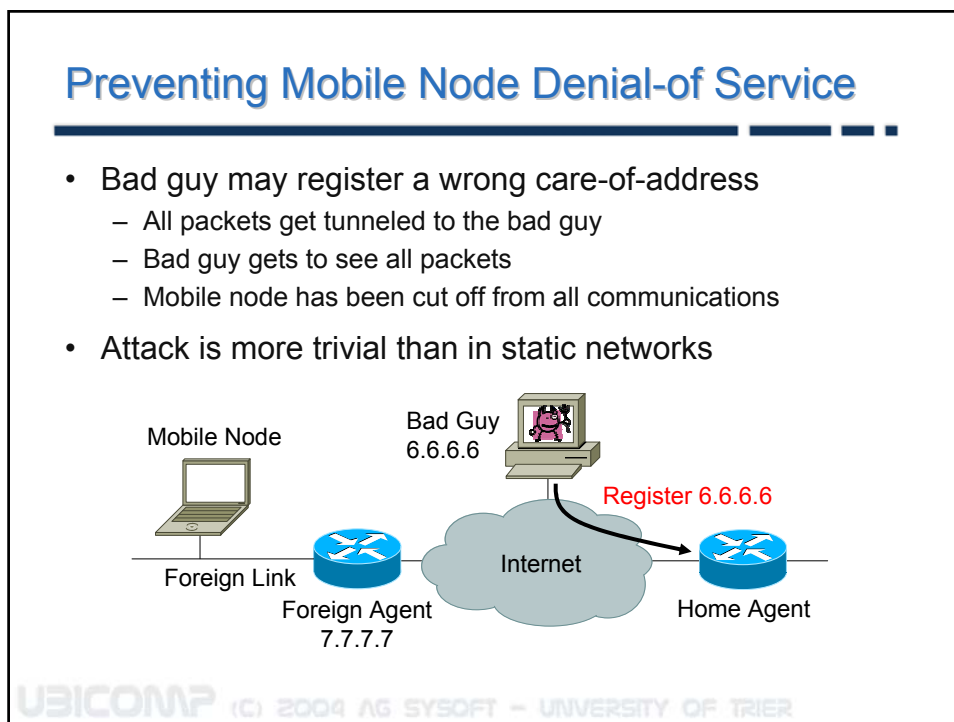 Preventing Mobile Node Denial-of Service
• Bad guy may register a wrong care-of-address
– All packets get tunneled to the bad guy
– Bad guy gets to see all packets
– Mobile node has been cut off from all communications
• Attack is more trivial than in static networks
Mobile Node
Bad Guy
6.6.6.6
Register 6.6.6.6
Internet
Foreign Link
Foreign Agent
7.7.7.7
Home Agent
UBICOMP (C) 2004 AG SYSOFT – UNIVERSITY OF TRIER